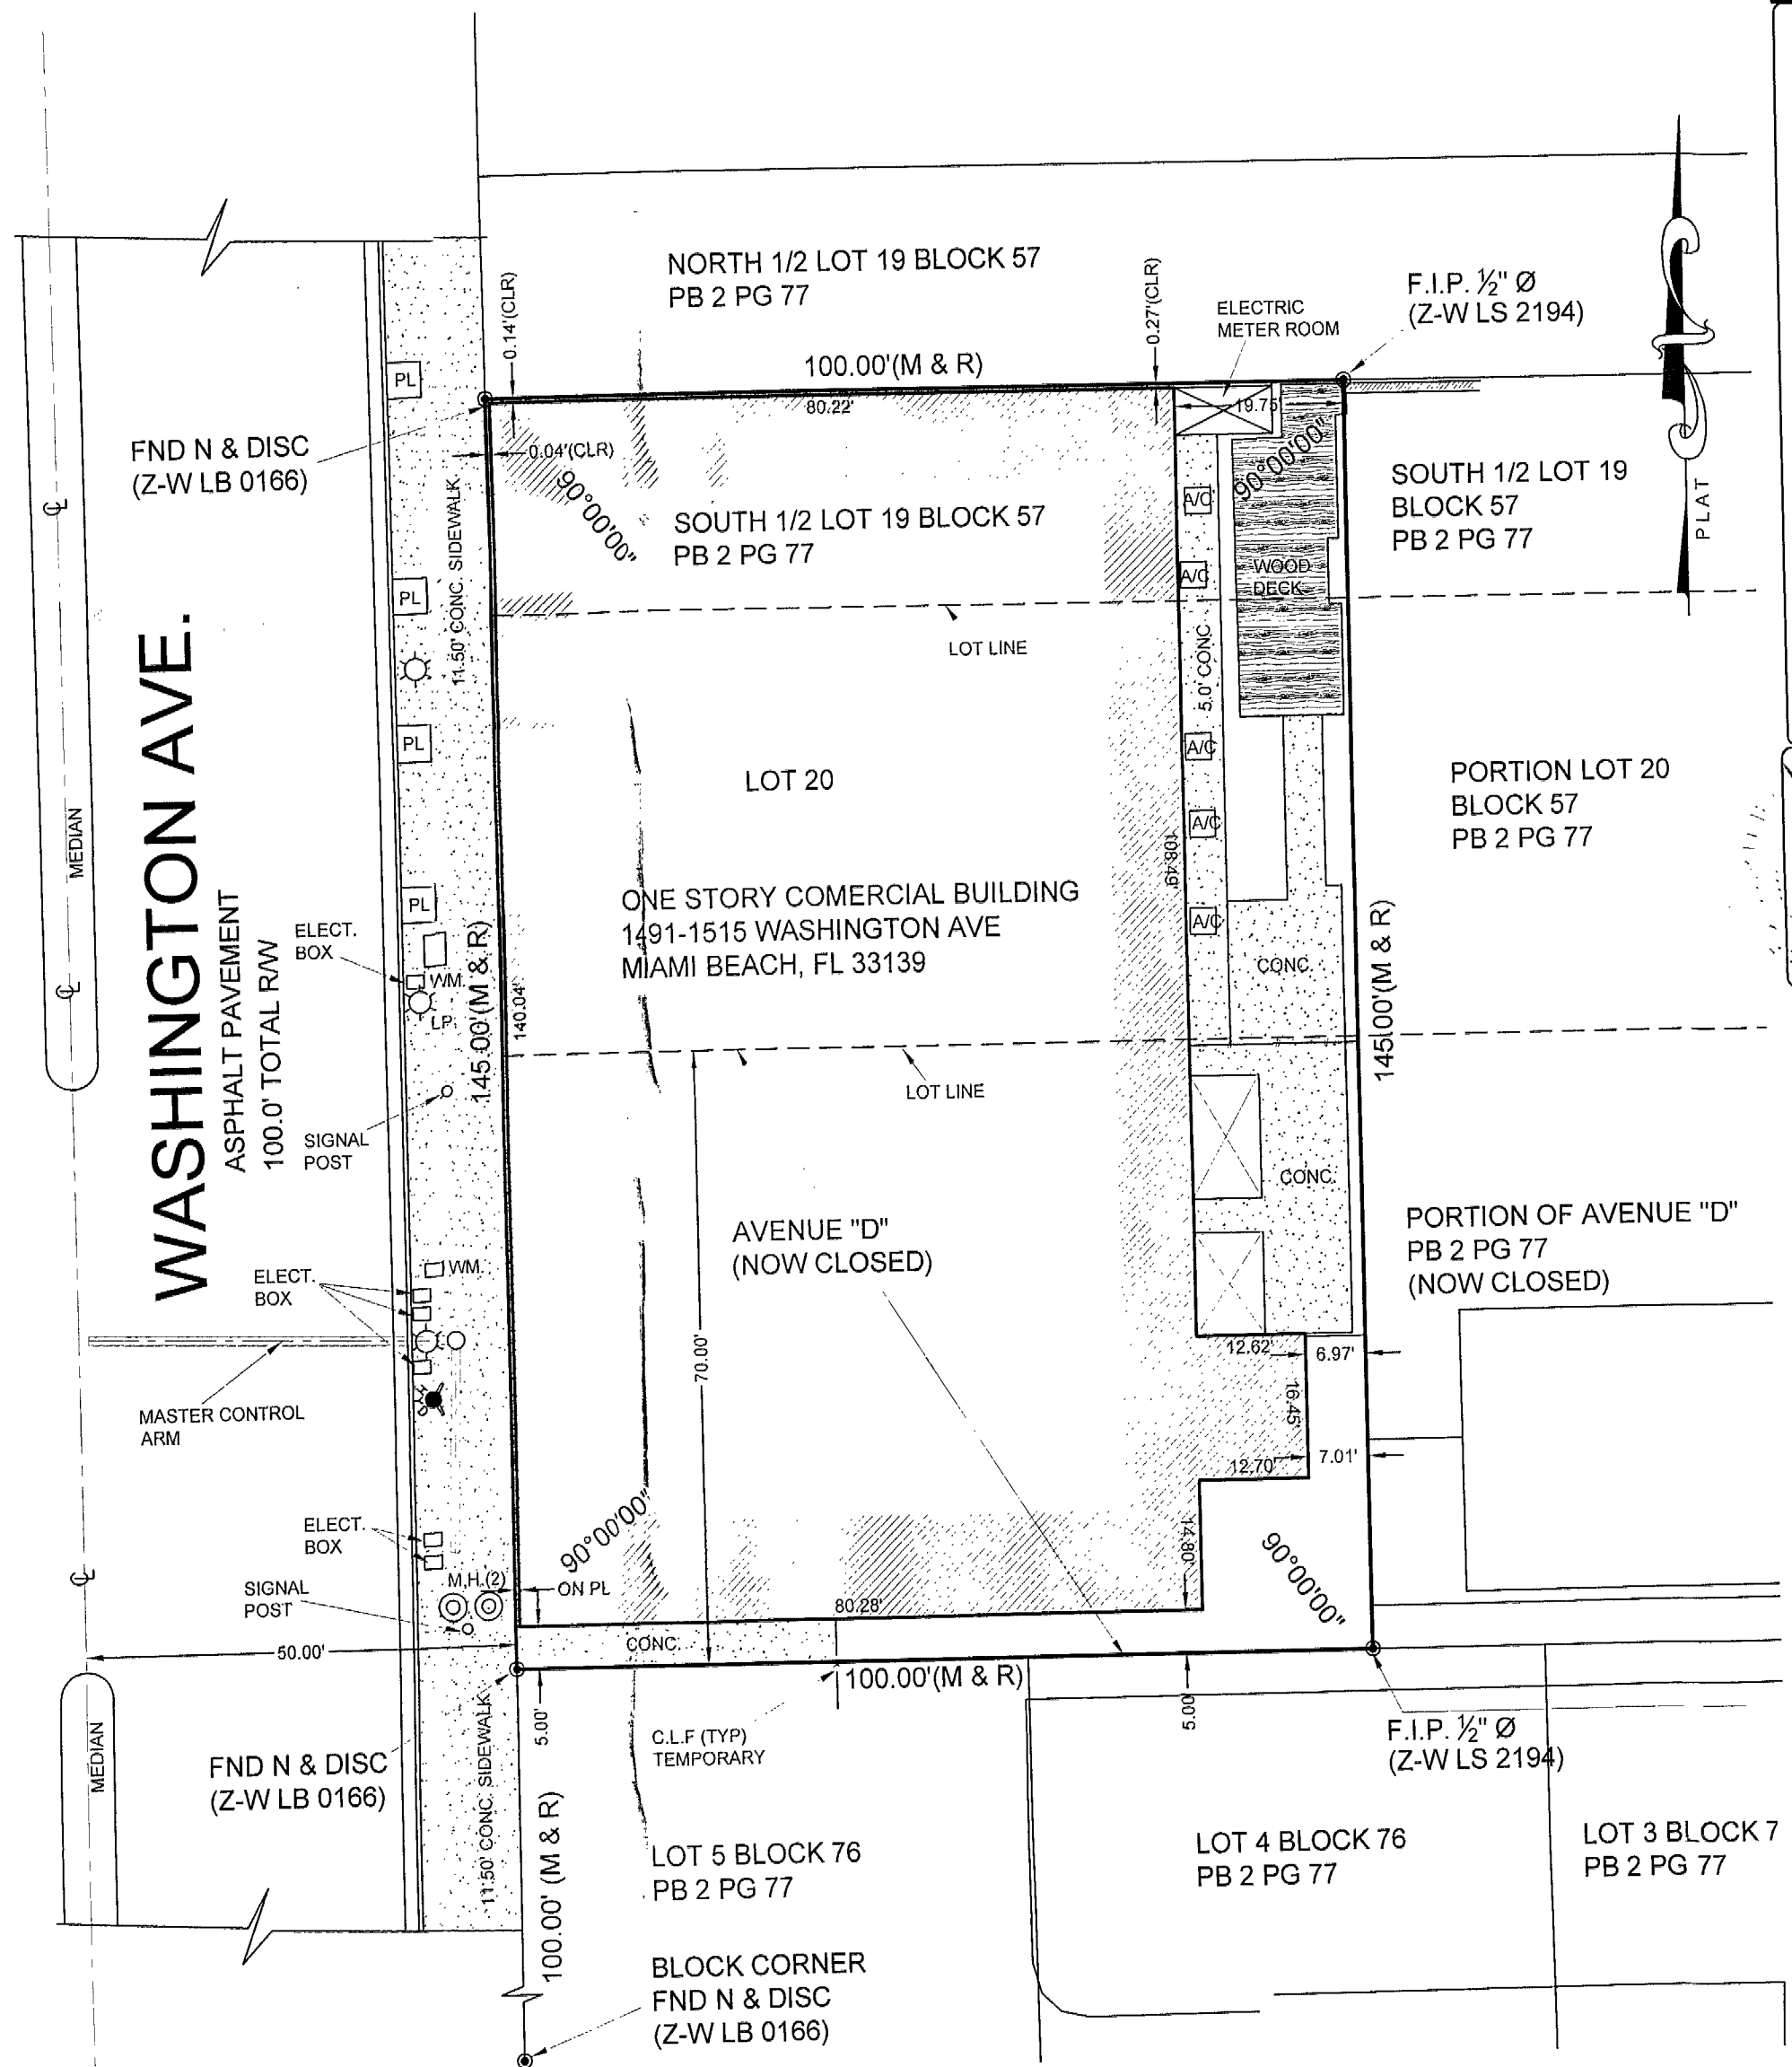 NORTH 1/2 LOT 19 BLOCK 57
PB 2 PG 77
0.14'(CLR)
0.27'(CLR)
ELECTRIC
METER ROOM
F.I.P. ½" Ø
(Z-W LS 2194)
100.00'(M & R)
PL
80.22'
19.75'
FND N & DISC
(Z-W LB 0166)
0.04'(CLR)
90°00'00"
90°00'00"
SOUTH 1/2 LOT 19 BLOCK 57
PB 2 PG 77
A/C
SOUTH 1/2 LOT 19
BLOCK 57
PB 2 PG 77
PLAT
11.50' CONC. SIDEWALK
PL
A/C
WOOD
DECK
LOT LINE
5.0' CONC.
WASHINGTON AVE.
ASPHALT PAVEMENT
100.0' TOTAL R/W
MEDIAN
PL
LOT 20
A/C
PORTION LOT 20
BLOCK 57
PB 2 PG 77
A/C
108.49'
PL
ONE STORY COMERCIAL BUILDING
1491-1515 WASHINGTON AVE
MIAMI BEACH, FL 33139
A/C
ELECT.
BOX
WM
LP
145.00'(M & R)
140.04'
CONC.
145.00'(M & R)
LOT LINE
SIGNAL
POST
CONC.
AVENUE "D"
(NOW CLOSED)
PORTION OF AVENUE "D"
PB 2 PG 77
(NOW CLOSED)
WM
ELECT.
BOX
70.00'
12.62'
6.97'
MASTER CONTROL
ARM
16.45'
12.70'
7.01'
HYD
ELECT.
BOX
90°00'00"
14.80'
90°00'00"
M.H.(2)
ON PL
SIGNAL
POST
80.28'
50.00'
CONC.
100.00'(M & R)
5.00'
5.00'
C.L.F (TYP)
TEMPORARY
F.I.P. ½" Ø
(Z-W LS 2194)
MEDIAN
FND N & DISC
(Z-W LB 0166)
11.50' CONC. SIDEWALK
100.00' (M & R)
LOT 5 BLOCK 76
PB 2 PG 77
LOT 4 BLOCK 76
PB 2 PG 77
LOT 3 BLOCK 7
PB 2 PG 77
BLOCK CORNER
FND N & DISC
(Z-W LB 0166)